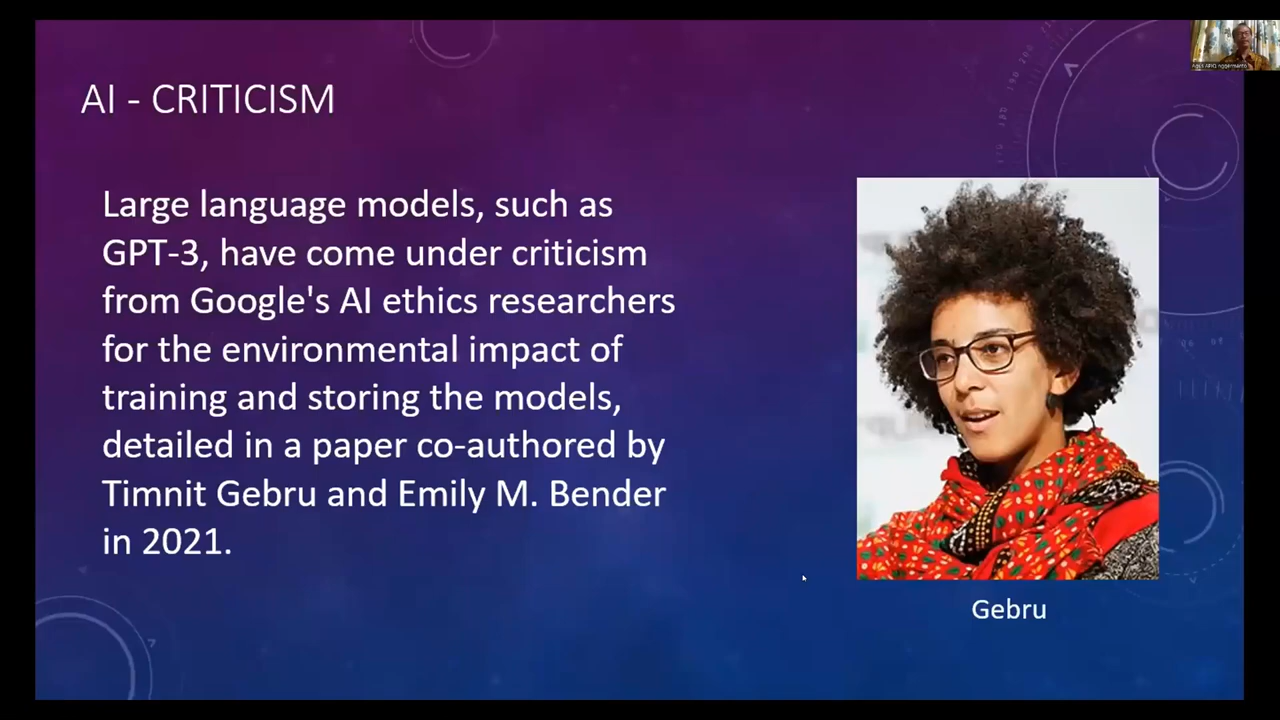 AI - CRITICISM
Large language models, such as
GPT-3, have come under criticism
from Google's AI ethics researchers
for the environmental impact of
training and storing the models,
detailed in a paper co-authored by
Timnit Gebru and Emily M. Bender
in 2021.
Gebru